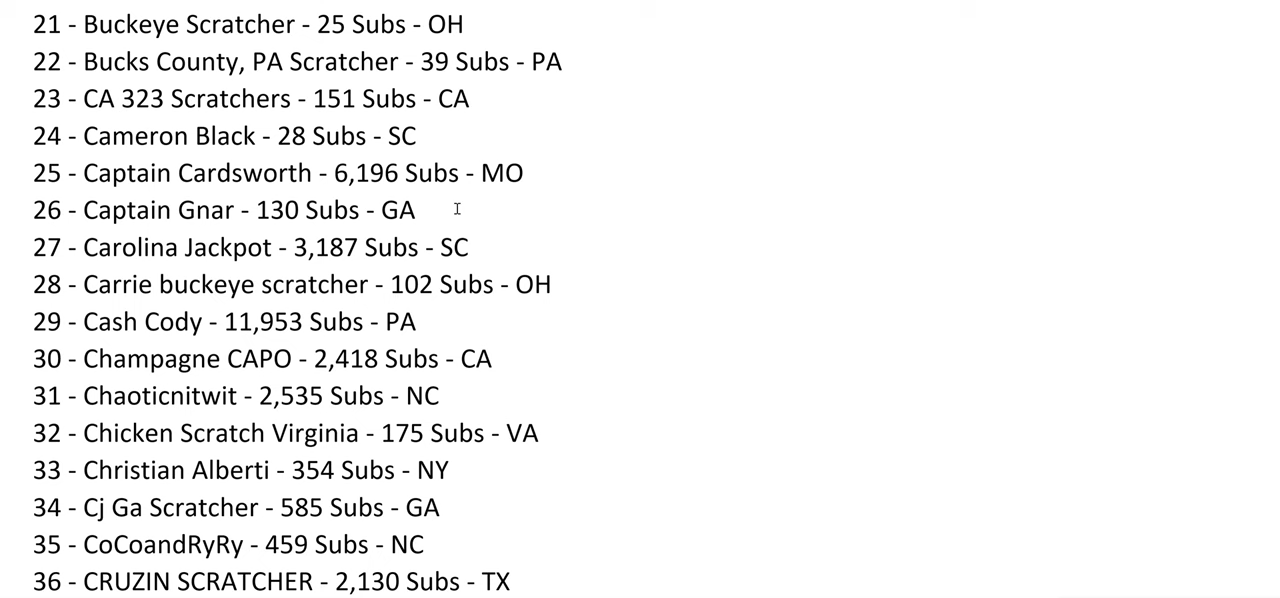 21 - Buckeye Scratcher - 25 Subs - OH
22 - Bucks County, PA Scratcher - 39 Subs - PA
23 - CA 323 Scratchers - 151 Subs - CA
24 - Cameron Black - 28 Subs - SC
25 - Captain Cardsworth - 6,196 Subs - MO
26 - Captain Gnar - 130 Subs - GA
27 - Carolina Jackpot - 3,187 Subs - SC
28 - Carrie buckeye scratcher - 102 Subs - OH
29 - Cash Cody - 11,953 Subs - PA
30 - Champagne CAPO - 2,418 Subs - CA
31 - Chaoticnitwit - 2,535 Subs - NC
32 - Chicken Scratch Virginia - 175 Subs - VA
33 - Christian Alberti - 354 Subs - NY
34 - Cj Ga Scratcher - 585 Subs - GA
35 - CoCoandRyRy - 459 Subs - NC
36 - CRUZIN SCRATCHER - 2,130 Subs - TX